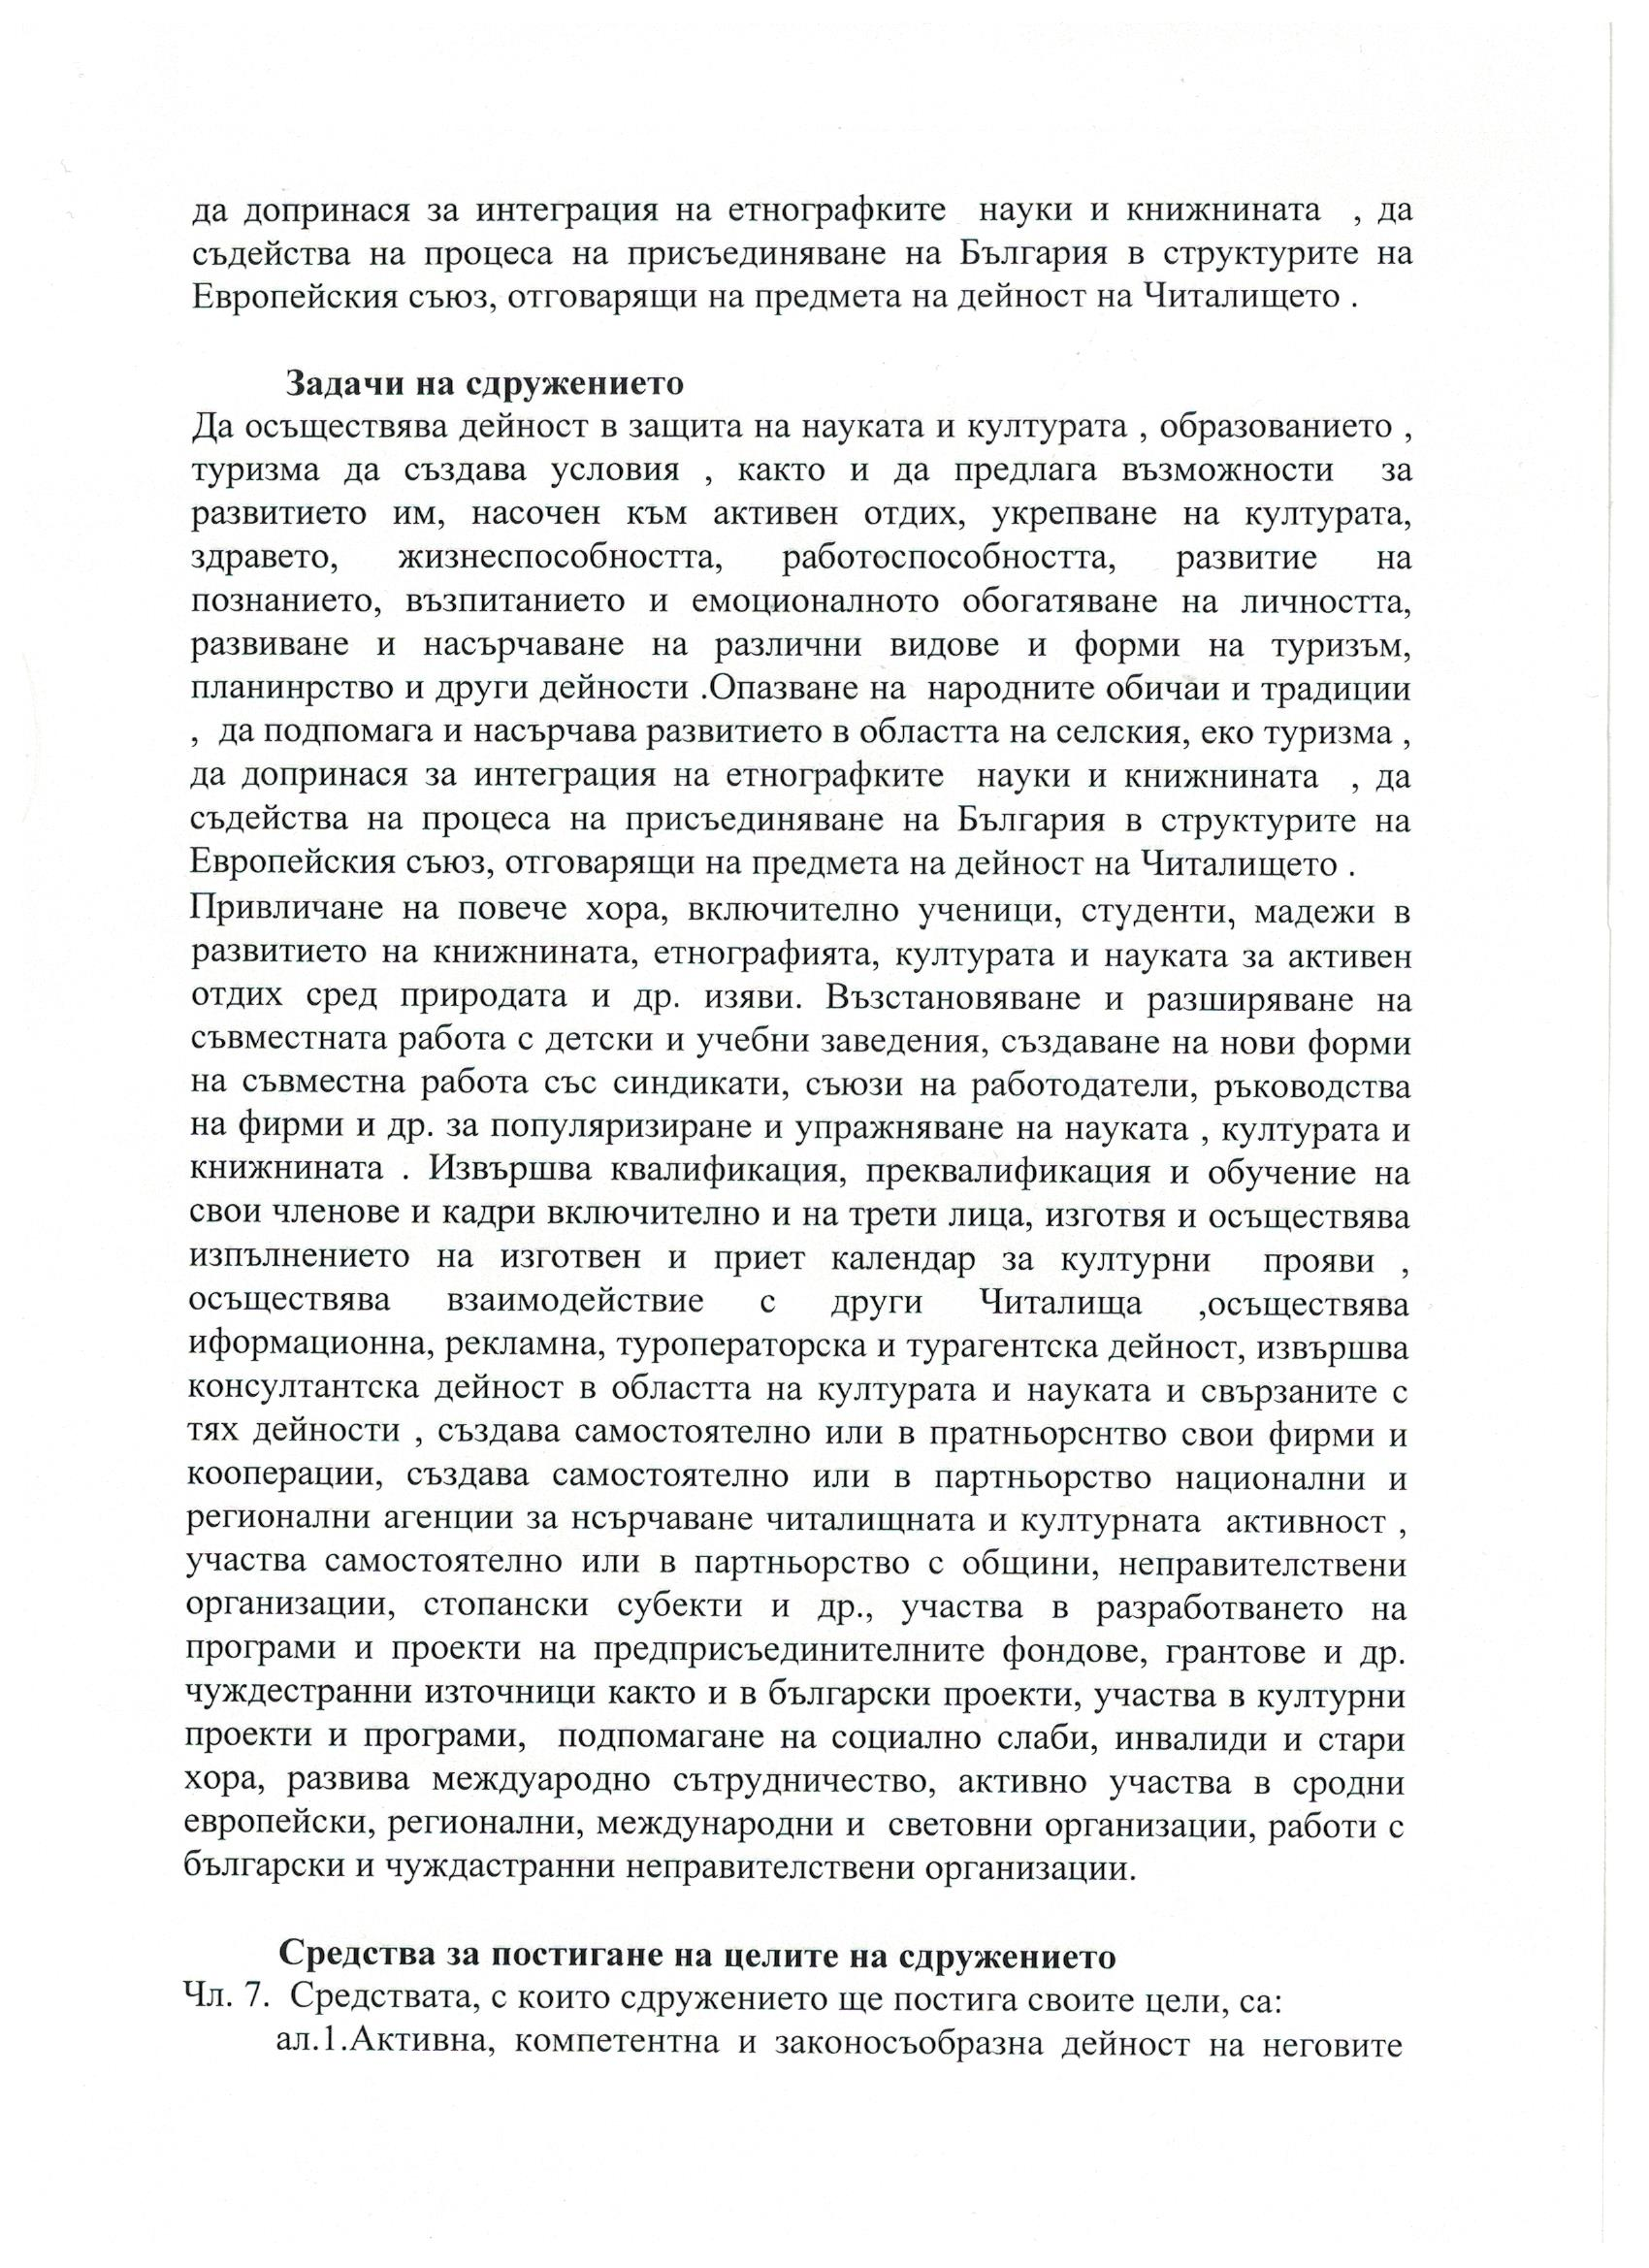 да допринася за интеграция на етнографките науки и книжнината , да
съдейства на процеса на присъединяване на България в структурите на
Европейския съюз, отговарящи на предмета на дейност на Читалището .
Задачи на сдружението
Да осъществява дейност в защита на науката и културата , образованието ,
туризма да създава условия , както и да предлага възможности за
развитието им, насочен към активен отдих, укрепване на културата,
здравето, жизнеспособността, работоспособността, развитие на
познанието, възпитанието и емоционалното обогатяване на личността,
развиване и насърчаване на различни видове и форми на туризъм,
планинрство и други дейности .Опазване на народните обичаи и традиции
, да подпомага и насърчава развитието в областта на селския, еко туризма ,
да допринася за интеграция на етнографките науки и книжнината , да
съдейства на процеса на присъединяване на България в структурите на
Европейския съюз, отговарящи на предмета на дейност на Читалището .
Привличане на повече хора, включително ученици, студенти, мадежи в
развитието на книжнината, етнографията, културата и науката за активен
отдих сред природата и др. изяви. Възстановяване и разширяване на
съвместната работа с детски и учебни заведения, създаване на нови форми
на съвместна работа със синдикати, съюзи на работодатели, ръководства
на фирми и др. за популяризиране и упражняване на науката , културата и
книжнината . Извършва квалификация, преквалификация и обучение на
свои членове и кадри включително и на трети лица, изготвя и осъществява
изпълнението на изготвен и приет календар за културни прояви ,
осъществява взаимодействие с други Читалища ,осъществява
иформационна, рекламна, туроператорска и турагентска дейност, извършва
консултантска дейност в областта на културата и науката и свързаните с
тях дейности , създава самостоятелно или в пратньорснтво свои фирми и
кооперации, създава самостоятелно или в партньорство национални и
регионални агенции за нсърчаване читалищната и културната активност ,
участва самостоятелно или в партньорство с общини, неправителствени
организации, стопански субекти и др., участва в разработването на
програми и проекти на предприсъединителните фондове, грантове и др.
чуждестранни източници както и в български проекти, участва в културни
проекти и програми, подпомагане на социално слаби, инвалиди и стари
хора, развива междуародно сътрудничество, активно участва в сродни
европейски, регионални, международни и световни организации, работи с
български и чуждастранни неправителствени организации.
Средства за постигане на целите на сдружението
Чл. 7. Средствата, с които сдружението ще постига своите цели, са:
ал.1.Активна, компетентна и законосъобразна дейност на неговите